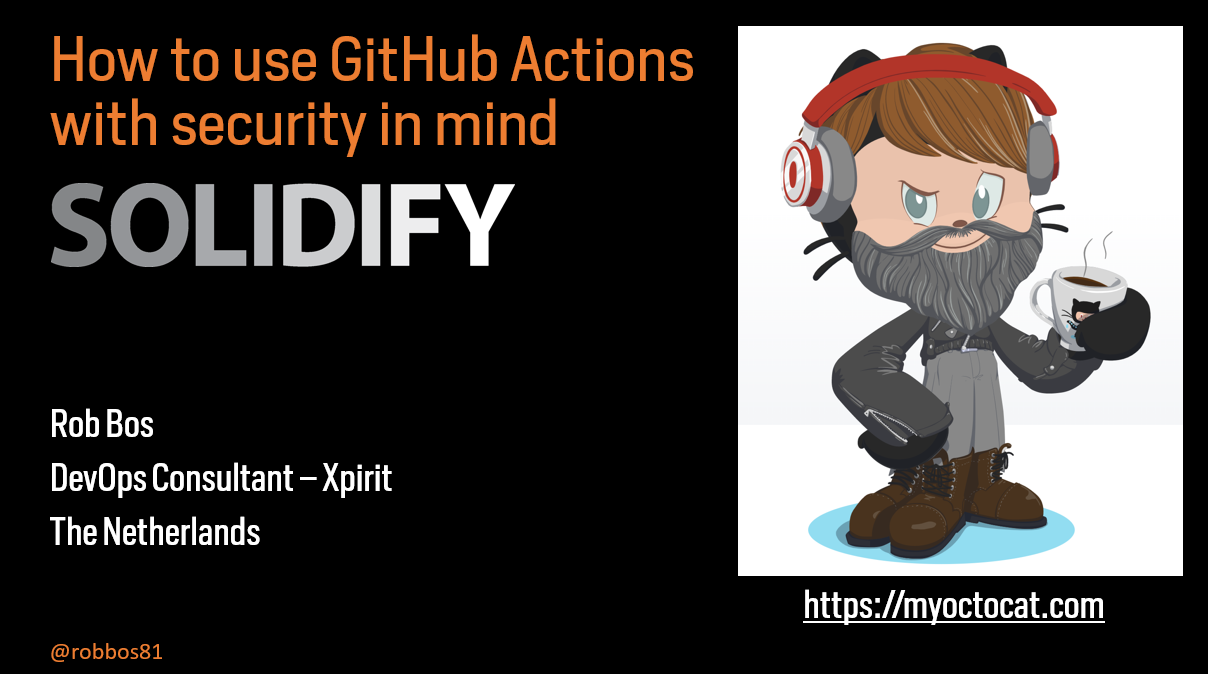 How to use GitHub Actions
with security in mind
SOLIDIFY
Rob Bos
DevOps Consultant – Xpirit
The Netherlands
https://myoctocat.com
@robbos81